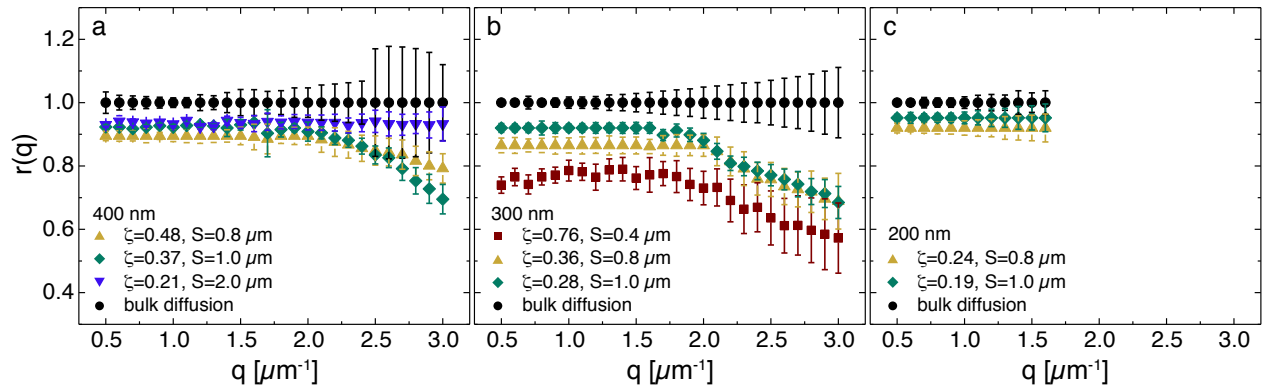 a
b
c
r(q)
1.2
1.0
0.8
0.6
0.4
400 nm
ζ=0.48, S=0.8 μm
ζ=0.37, S=1.0 μm
ζ=0.21, S=2.0 μm
bulk diffusion
300 nm
ζ=0.76, S=0.4 μm
ζ=0.36, S=0.8 μm
ζ=0.28, S=1.0 μm
bulk diffusion
200 nm
ζ=0.24, S=0.8 μm
ζ=0.19, S=1.0 μm
bulk diffusion
0.5 1.0 1.5 2.0 2.5 3.0
0.5 1.0 1.5 2.0 2.5 3.0
0.5 1.0 1.5 2.0 2.5 3.0
q [μm⁻¹]
q [μm⁻¹]
q [μm⁻¹]